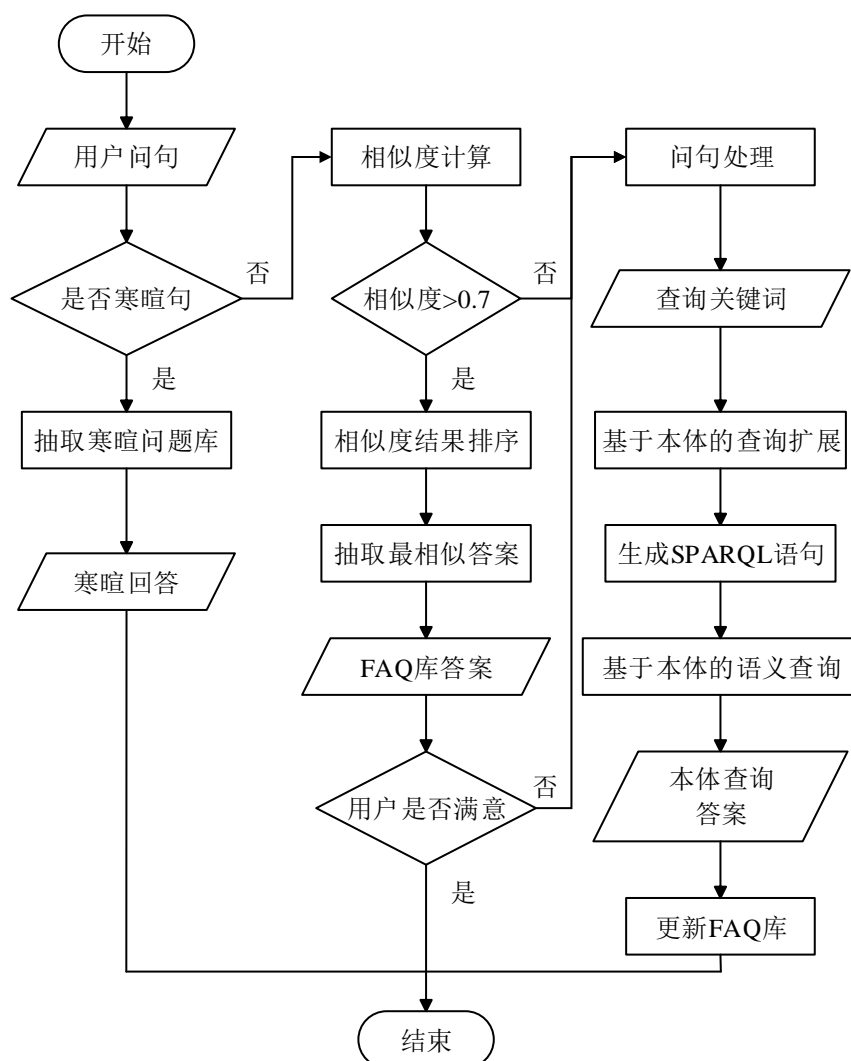 开始
用户问句
是否寒暄句
否
是
抽取寒暄问题库
寒暄回答
相似度计算
相似度>0.7
否
是
相似度结果排序
抽取最相似答案
FAQ库答案
用户是否满意
否
是
问句处理
查询关键词
基于本体的查询扩展
生成SPARQL语句
基于本体的语义查询
本体查询
答案
更新FAQ库
结束